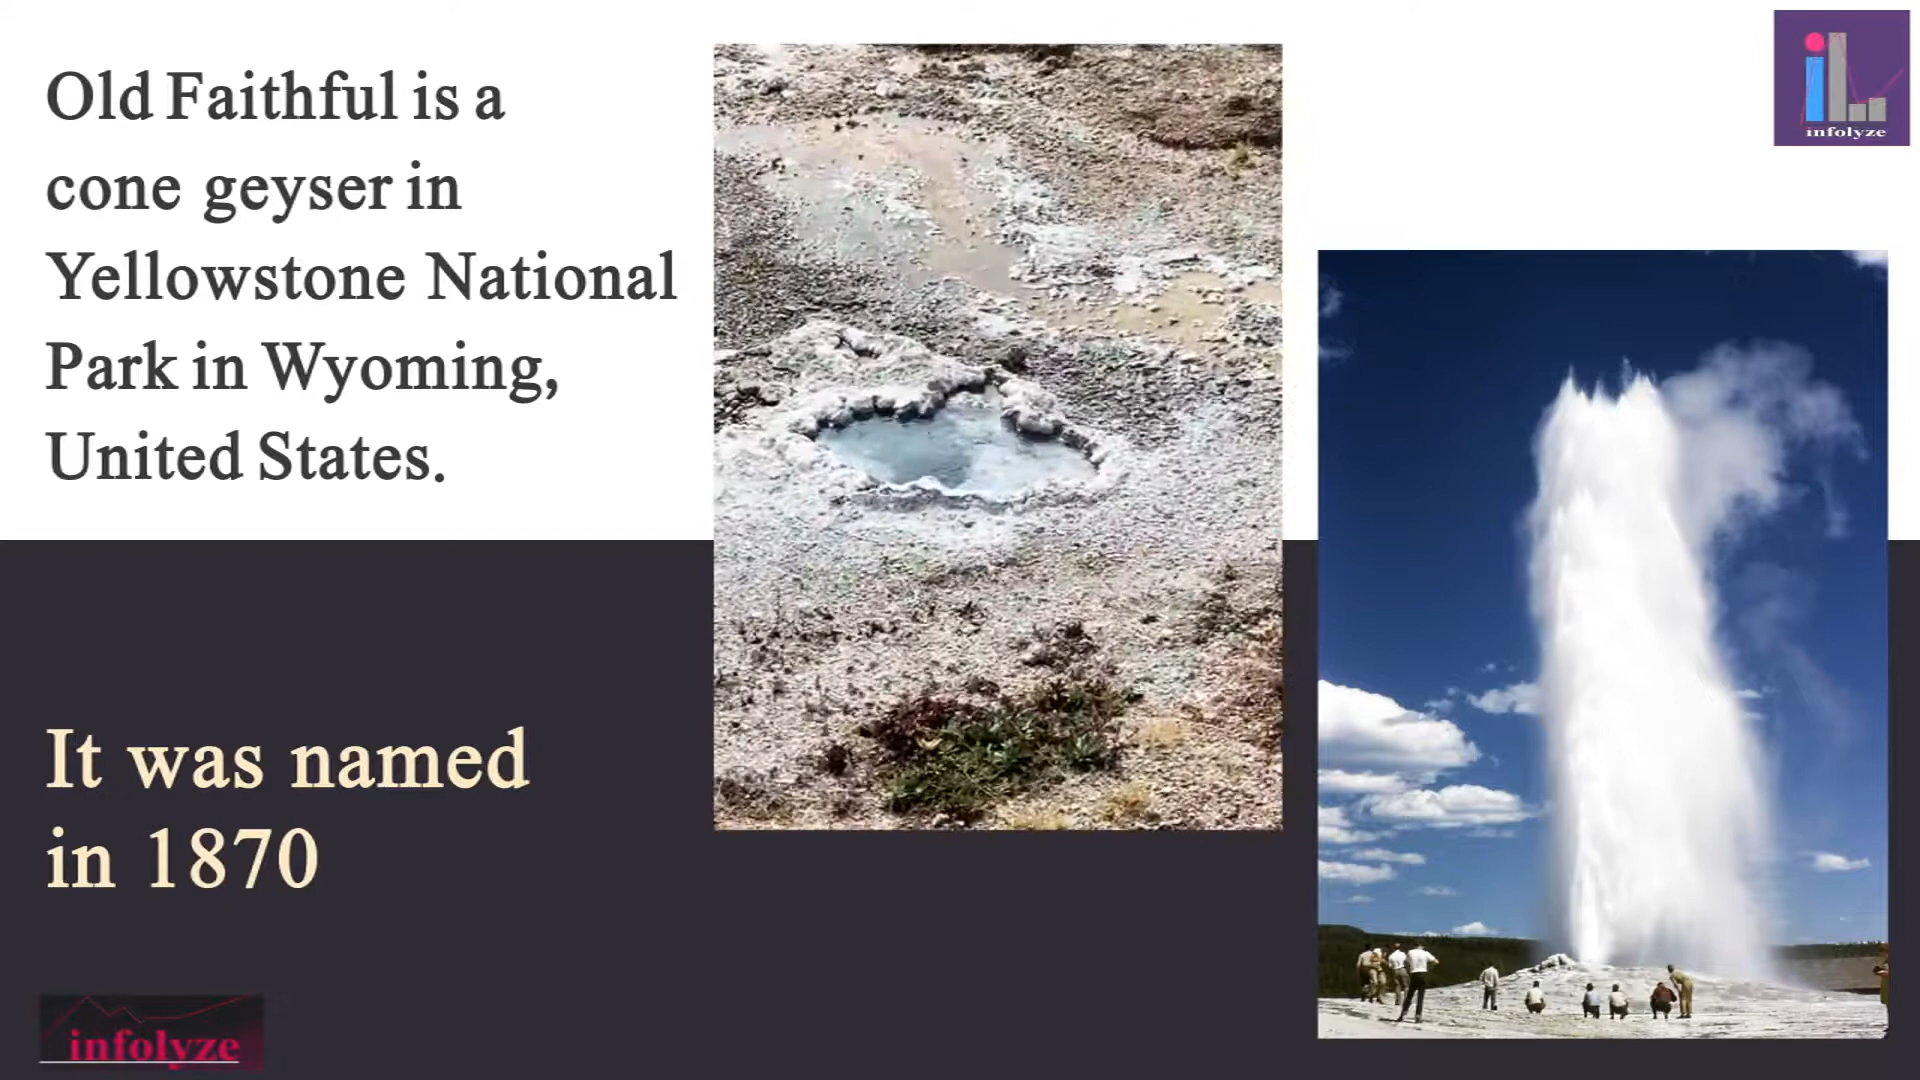 Old Faithful is a
cone geyser in
Yellowstone National
Park in Wyoming,
United States.
It was named
in 1870
infolyze
infolyze